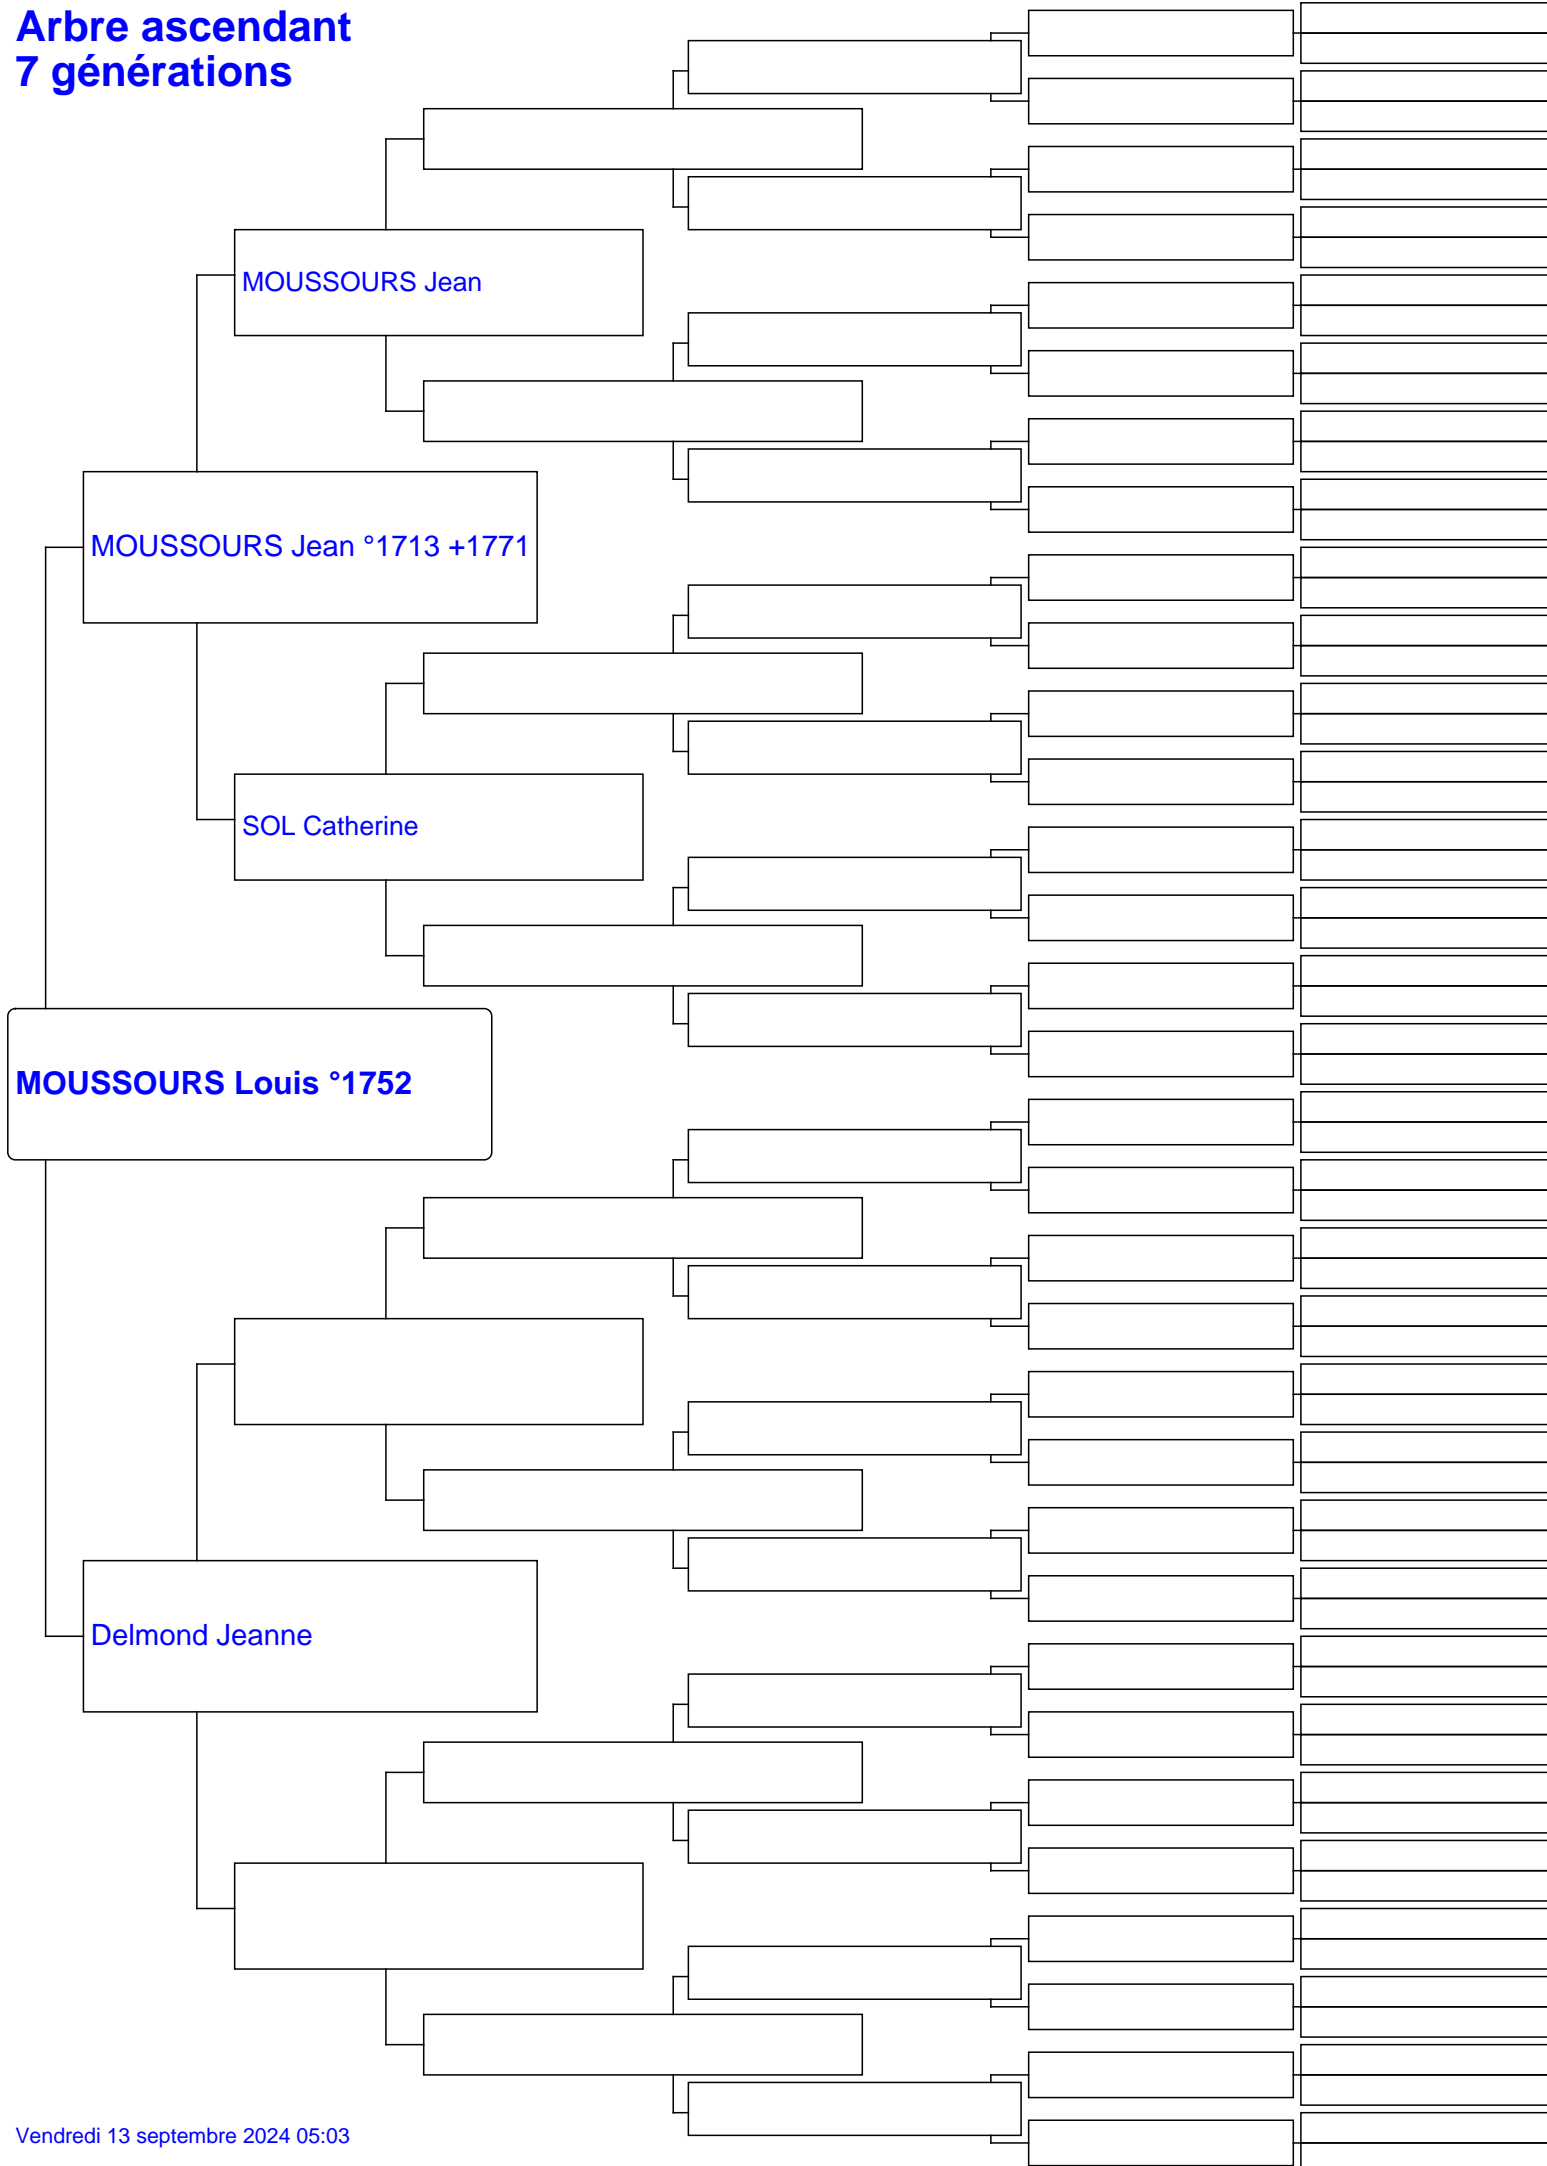 Arbre ascendant
7 générations
MOUSSOURS Jean
MOUSSOURS Jean °1713 +1771
SOL Catherine
MOUSSOURS Louis °1752
Delmond Jeanne
Vendredi 13 septembre 2024 05:03